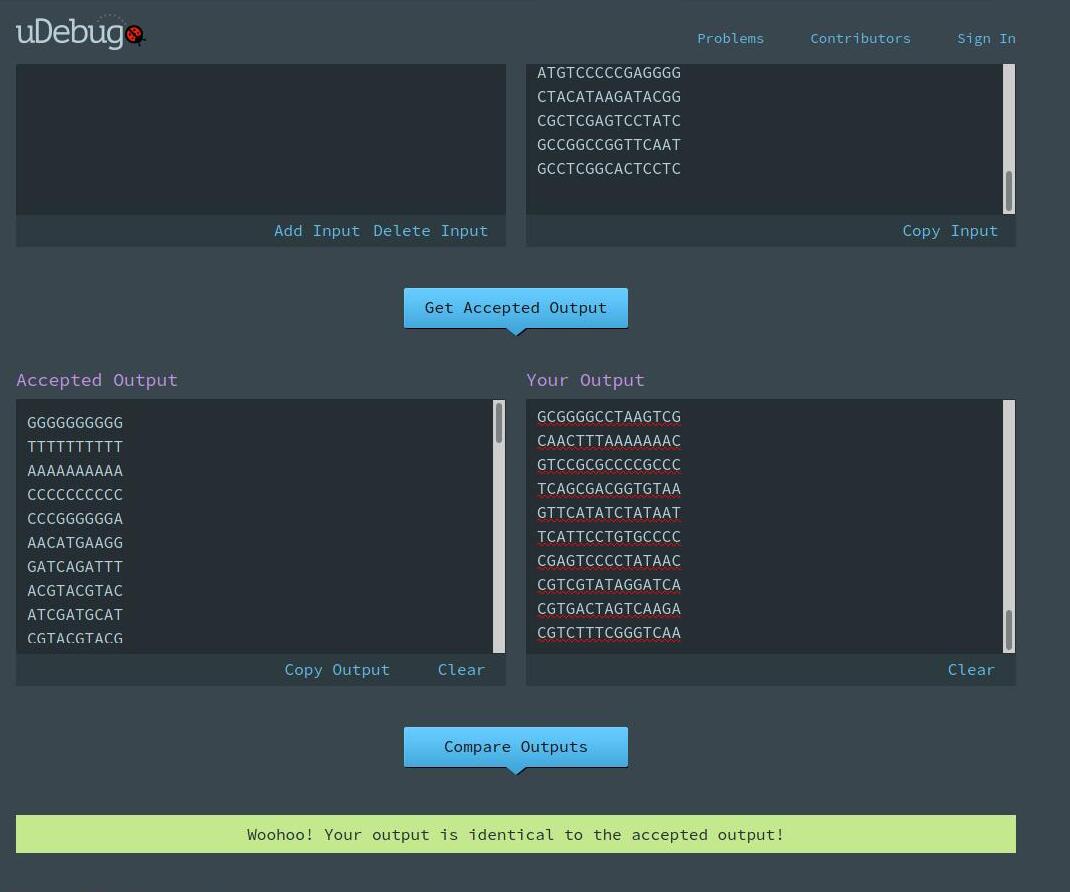 uDebug
Problems Contributors Sign In
ATGTCCCCCGAGGGG
CTACATAAGATACGG
CGCTCGAGTCCTATC
GCCGGCCGGTTCAAT
GCCTCGGCACTCCTC
Add Input Delete Input
Copy Input
Get Accepted Output
Accepted Output
GGGGGGGGGG
TTTTTTTTTT
AAAAAAAAAA
CCCCCCCCCC
CCCGGGGGGA
AACATGAAGG
GATCAGATTT
ACGTACGTAC
ATCGATGCAT
CGTACGTACG
Copy Output Clear
Your Output
GCGGGGCCTAAGTCG
CAACTTTAAAAAAAC
GTCCGCGCCCCGCCC
TCAGCGACGGTGTAA
GTTCATATCTATAAT
TCATTCCTGTGCCCC
CGAGTCCCCTATAAC
CGTCGTATAGGATCA
CGTGACTAGTCAAGA
CGTCTTTCGGGTCAA
Clear
Compare Outputs
Woohoo! Your output is identical to the accepted output!